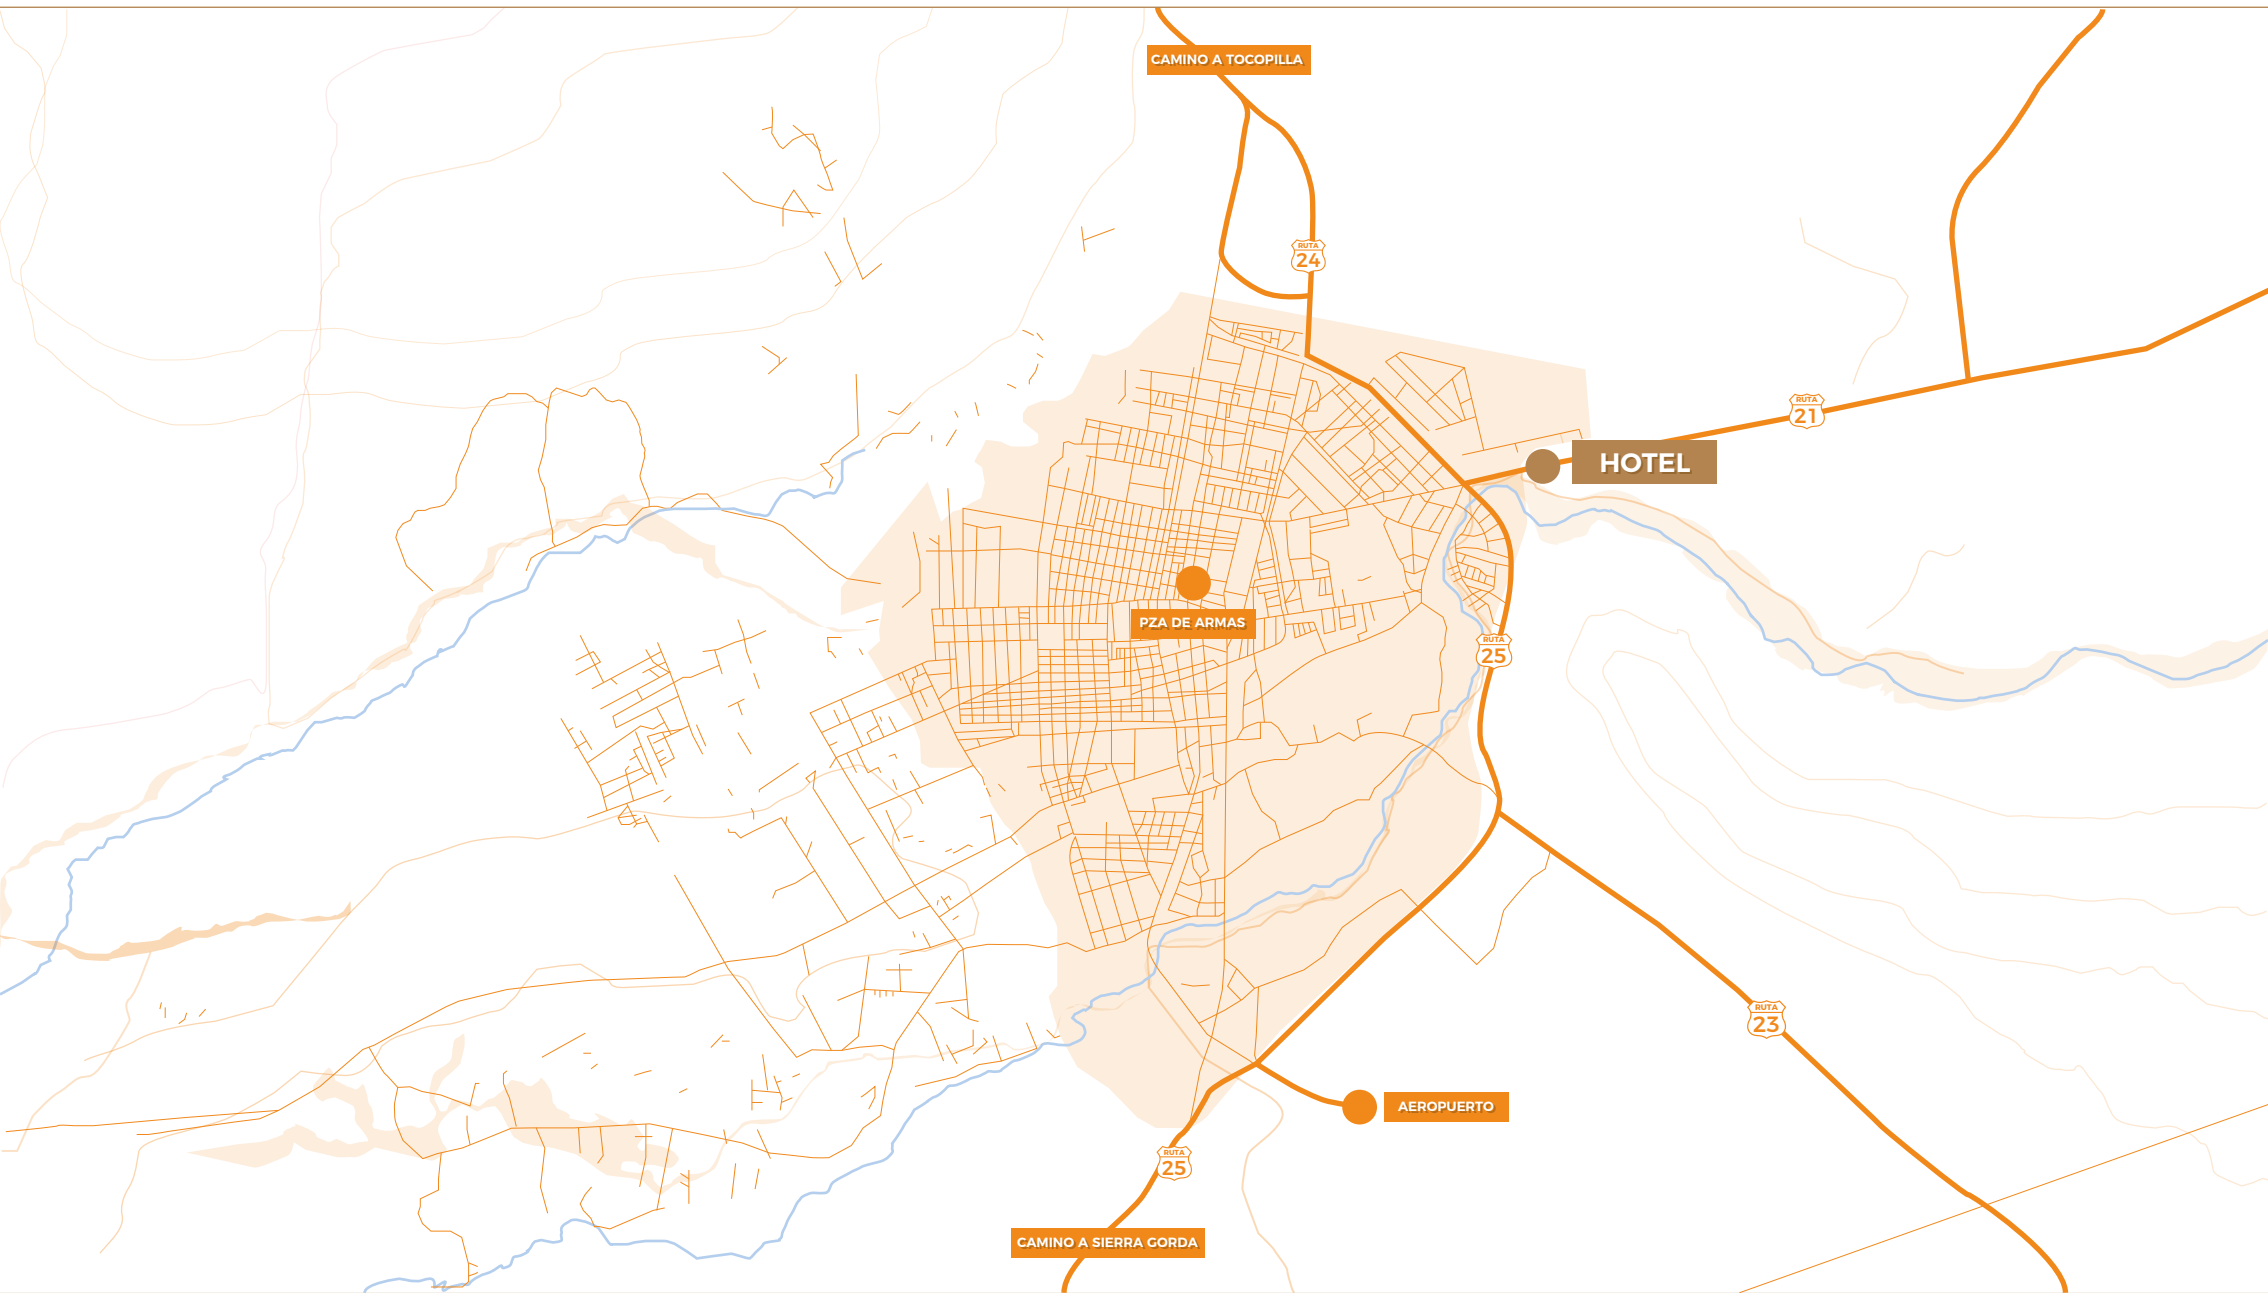 CAMINO A TOCOPILLA
RUTA
24
RUTA
21
HOTEL
PZA DE ARMAS
RUTA
25
RUTA
23
AEROPUERTO
RUTA
25
CAMINO A SIERRA GORDA